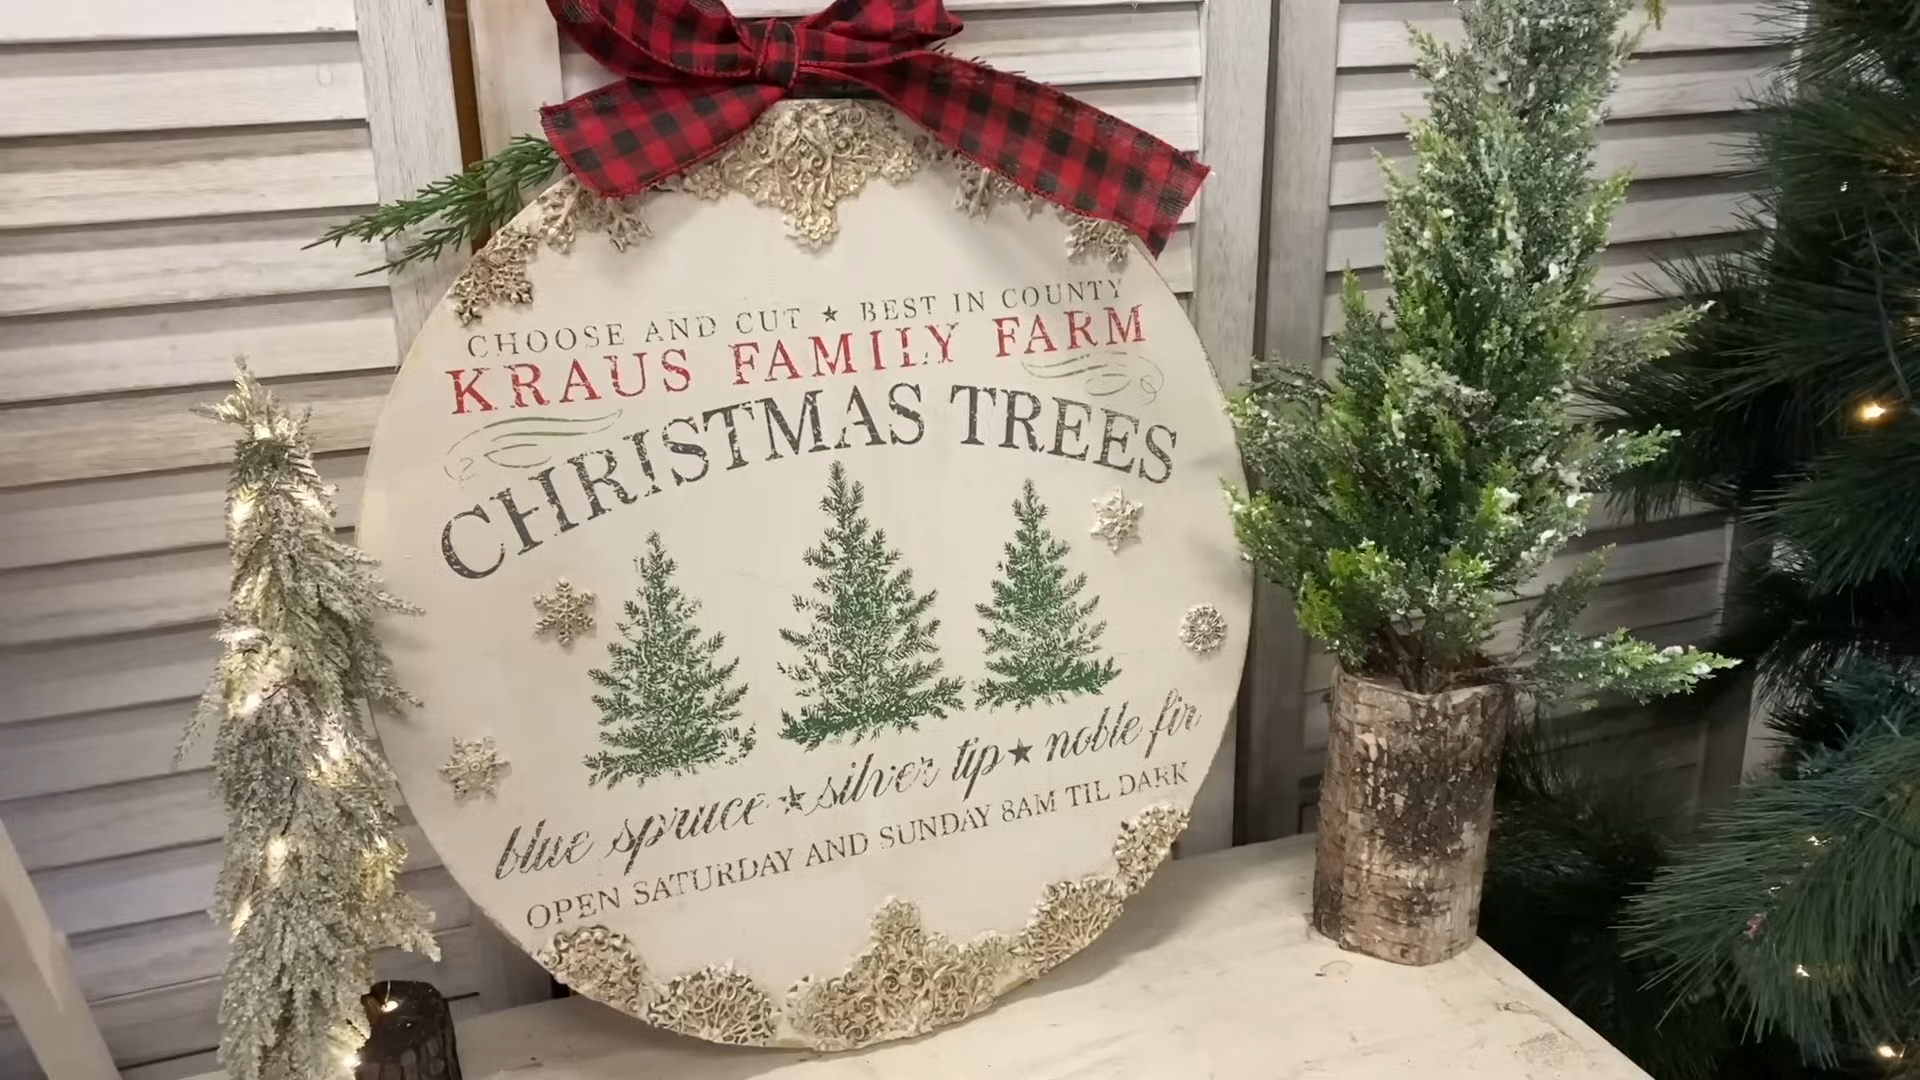 CHOOSE AND CUT ★ BEST IN COUNTY
KRAUS FAMILY FARM
CHRISTMAS TREES
blue spruce ★ silver tip ★ noble fir
OPEN SATURDAY AND SUNDAY 8AM TIL DARK